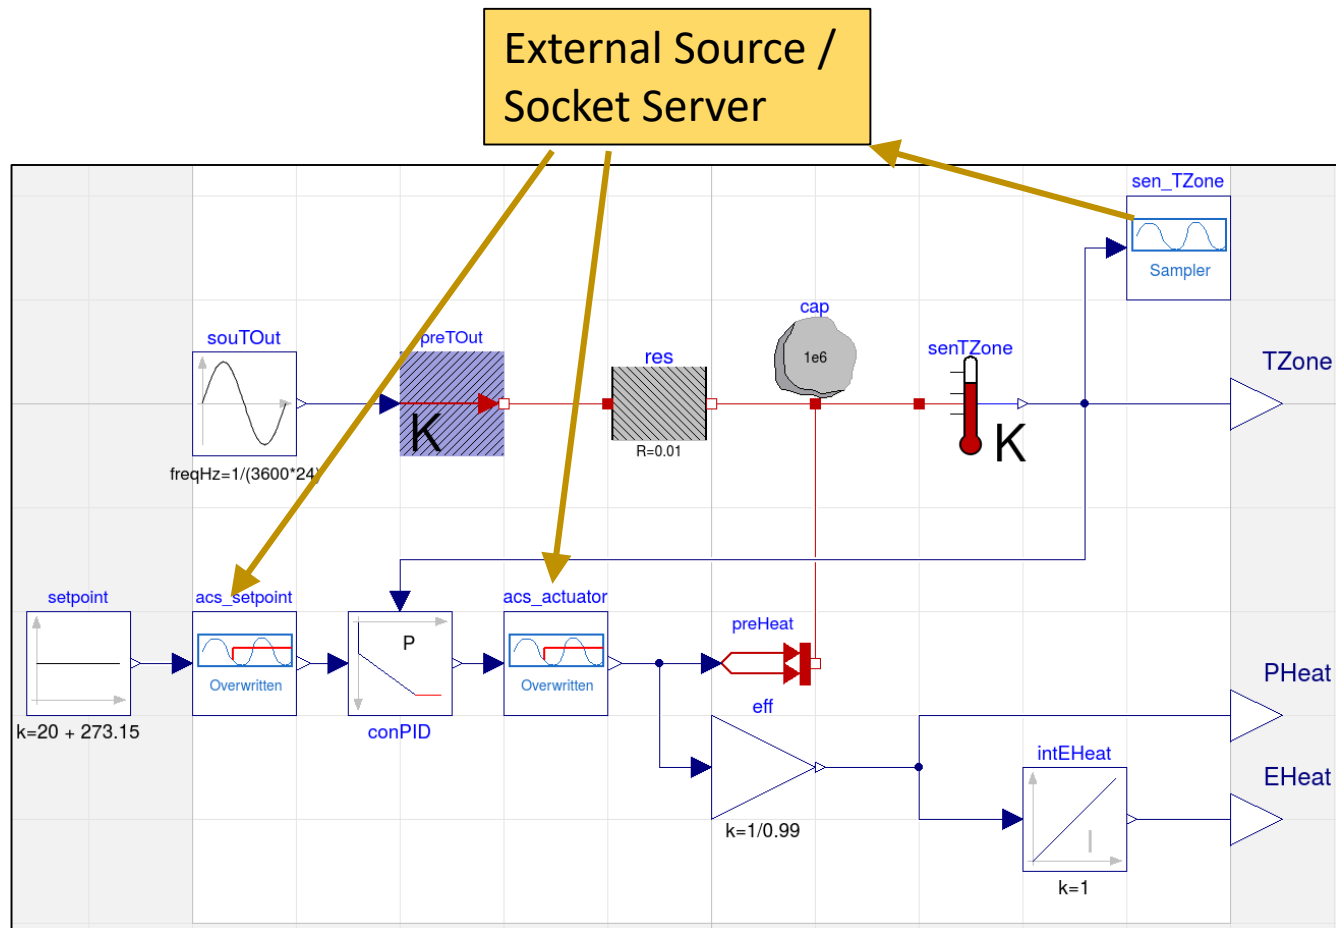 External Source /
Socket Server
sen_TZone
Sampler
souTOut
preTOut
res
cap
1e6
senTZone
TZone
K
K
R=0.01
freqHz=1/(3600*24)
setpoint
acs_setpoint
acs_actuator
preHeat
P
Overwritten
Overwritten
PHeat
k=20 + 273.15
conPID
eff
intEHeat
EHeat
k=1/0.99
I
k=1